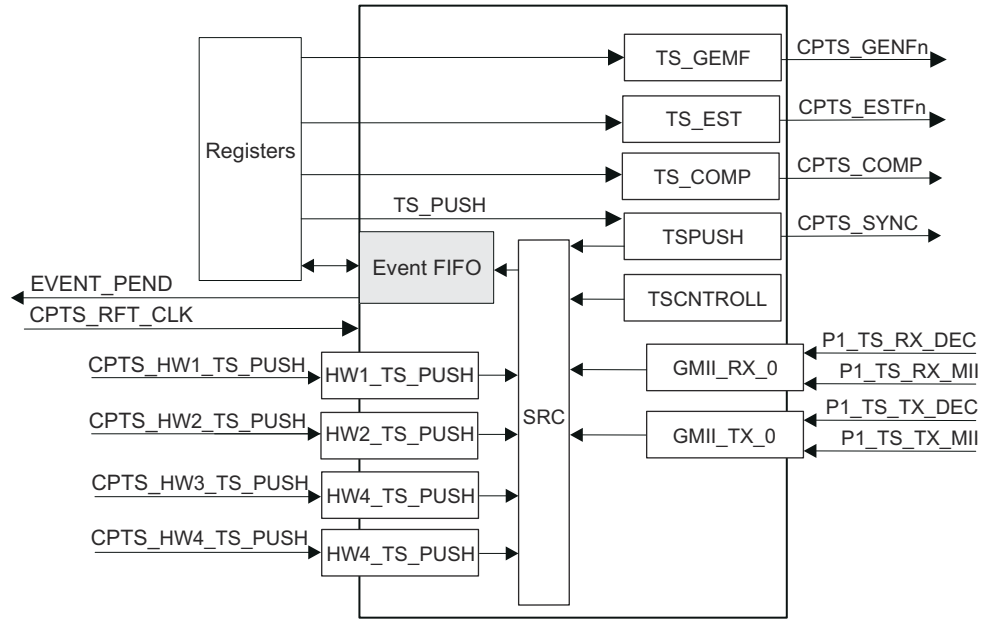 TS_GEMF
CPTS_GENFn
TS_EST
CPTS_ESTFn
Registers
TS_COMP
CPTS_COMP
TS_PUSH
TSPUSH
CPTS_SYNC
Event FIFO
EVENT_PEND
TSCNTROLL
CPTS_RFT_CLK
P1_TS_RX_DEC
CPTS_HW1_TS_PUSH
HW1_TS_PUSH
GMII_RX_0
P1_TS_RX_MII
P1_TS_TX_DEC
CPTS_HW2_TS_PUSH
HW2_TS_PUSH
SRC
GMII_TX_0
P1_TS_TX_MII
CPTS_HW3_TS_PUSH
HW4_TS_PUSH
CPTS_HW4_TS_PUSH
HW4_TS_PUSH